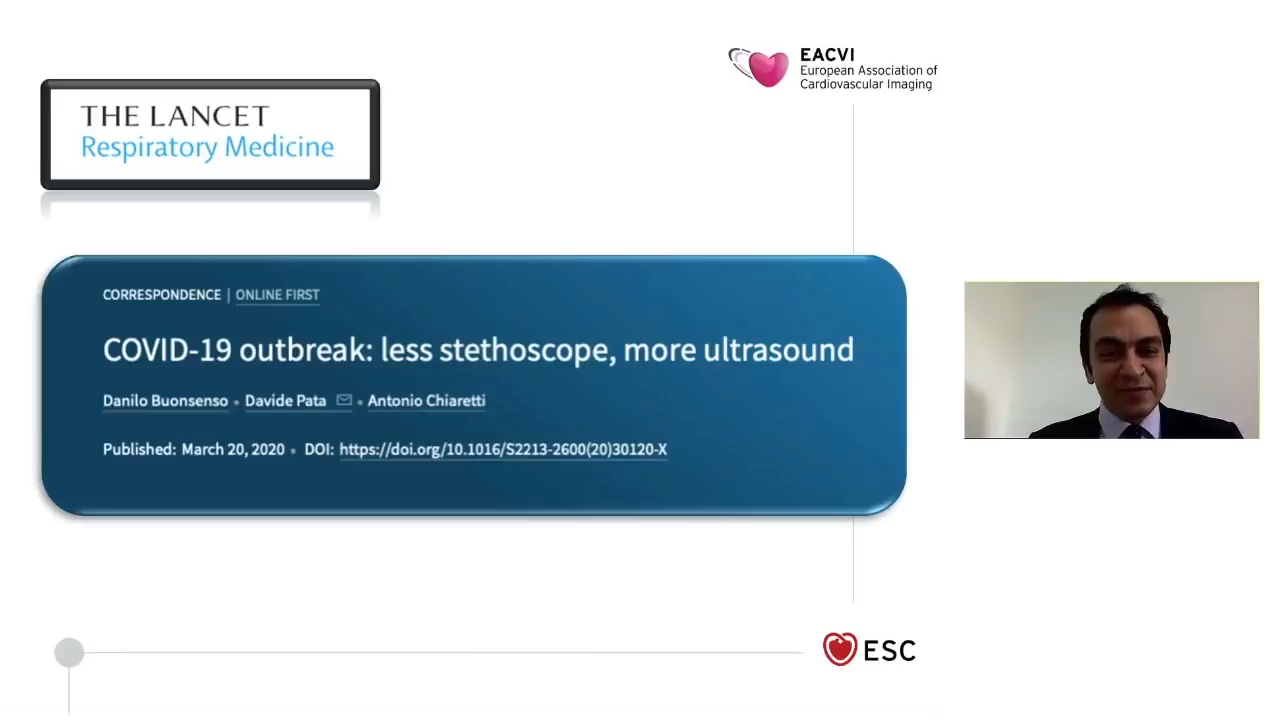 EACVI
European Association of
Cardiovascular Imaging
THE LANCET
Respiratory Medicine
CORRESPONDENCE | ONLINE FIRST
COVID-19 outbreak: less stethoscope, more ultrasound
Danilo Buonsenso • Davide Pata • Antonio Chiaretti
Published: March 20, 2020 • DOI: https://doi.org/10.1016/S2213-2600(20)30120-X
ESC